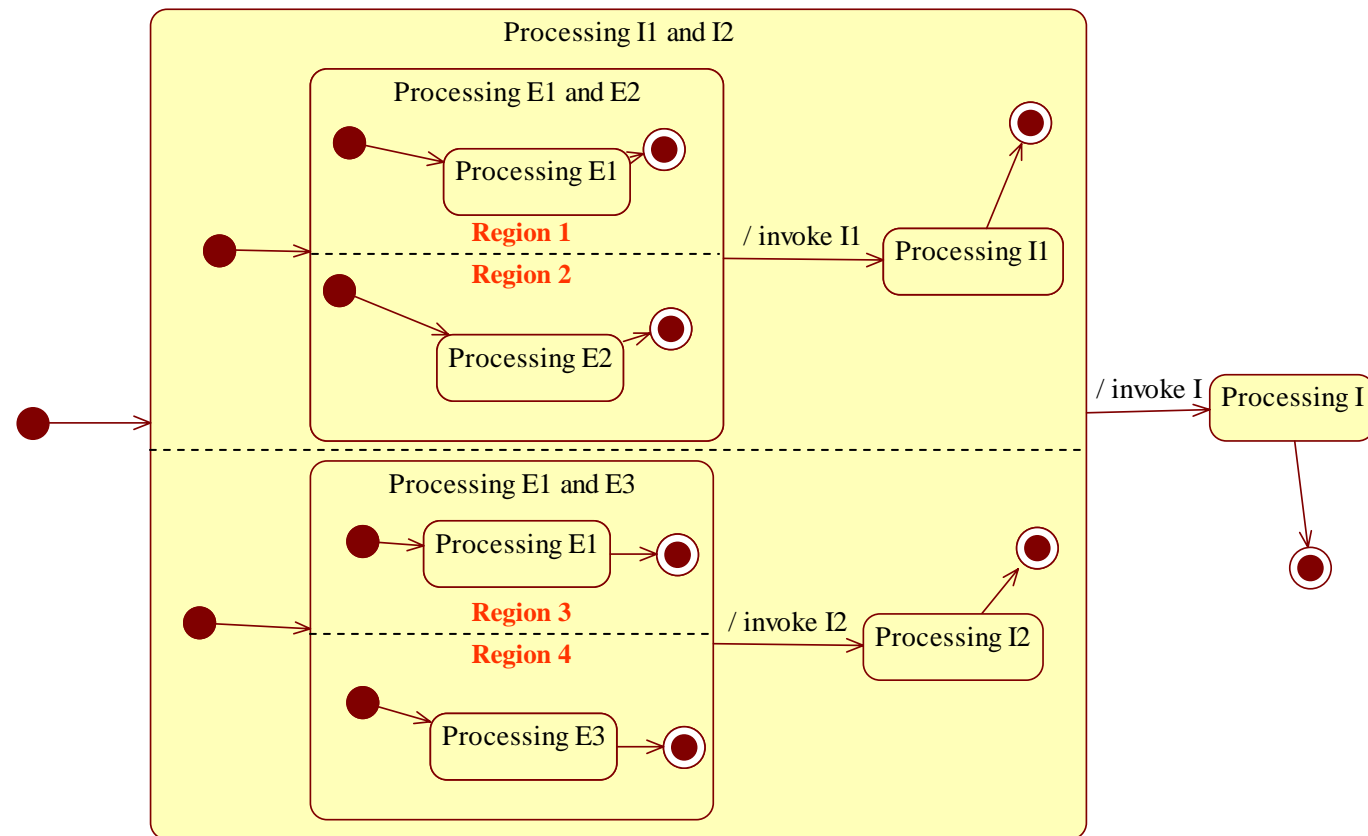 Processing I1 and I2
Processing E1 and E2
Processing E1
Region 1
/ invoke I1
Processing I1
Region 2
Processing E2
/ invoke I
Processing I
Processing E1 and E3
Processing E1
Region 3
/ invoke I2
Processing I2
Region 4
Processing E3